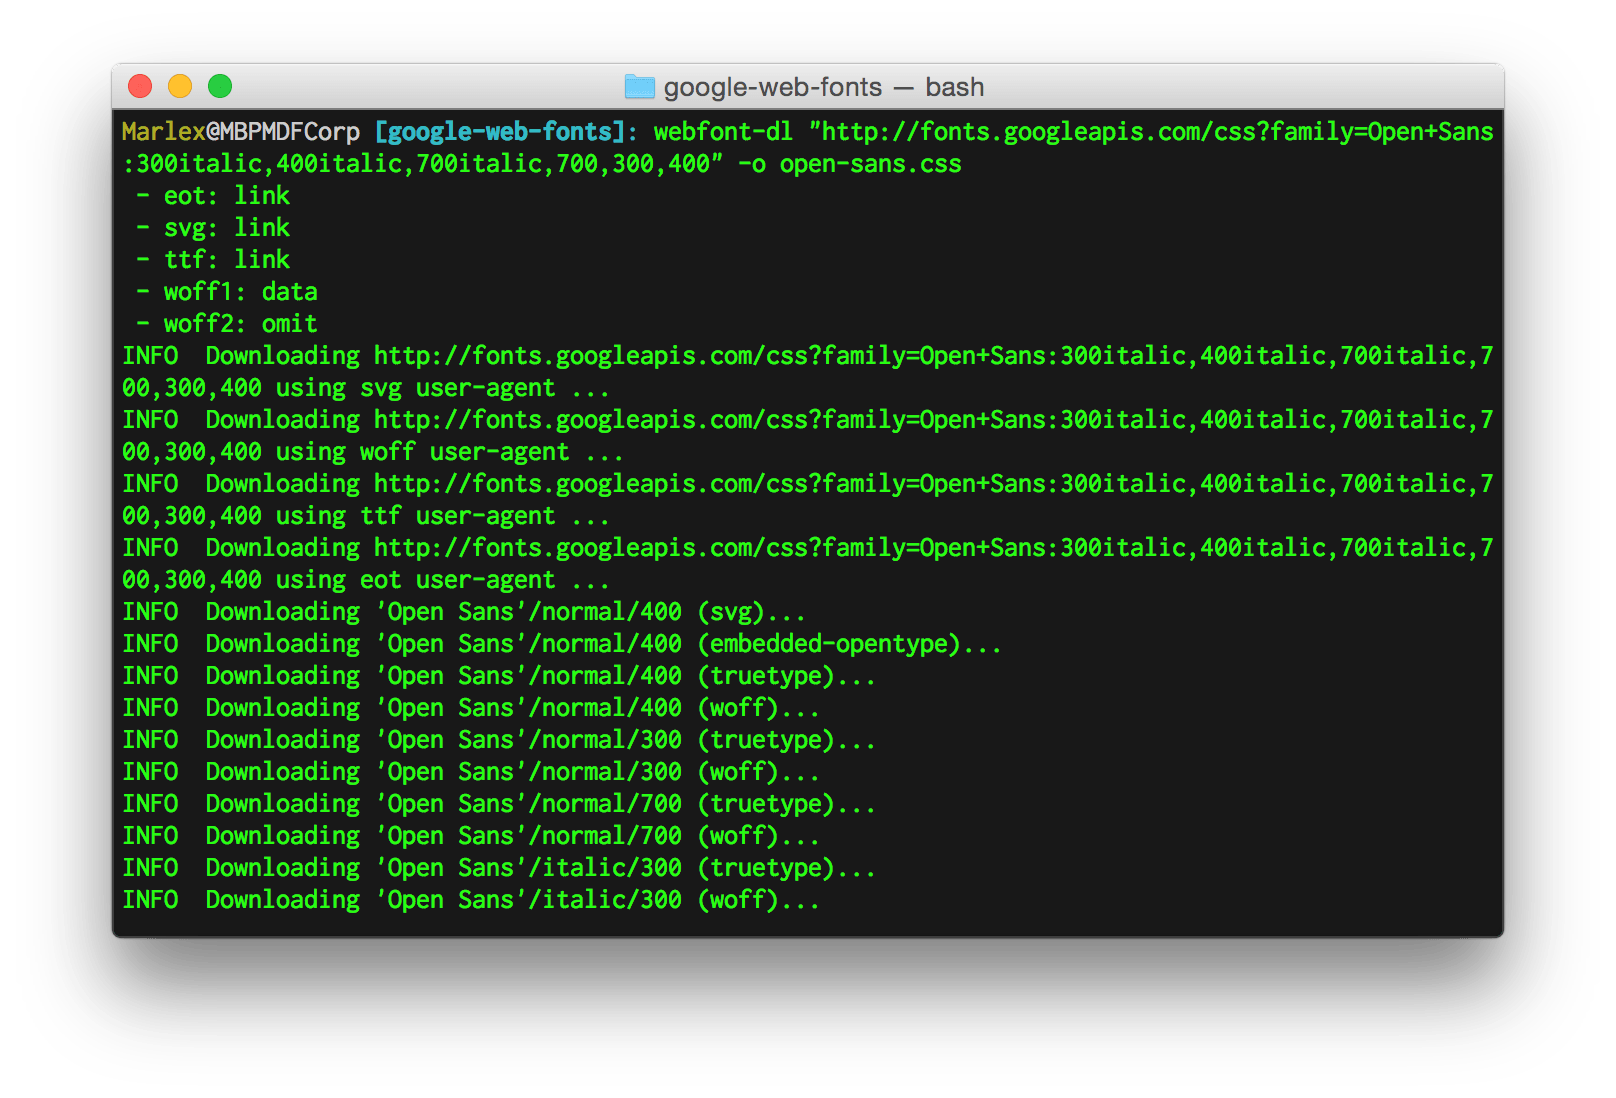 google-web-fonts — bash
Marlex@MBPMDFCorp [google-web-fonts]: webfont-dl "http://fonts.googleapis.com/css?family=Open+Sans
:300italic,400italic,700italic,700,300,400" -o open-sans.css
 - eot: link
 - svg: link
 - ttf: link
 - woff1: data
 - woff2: omit
INFO  Downloading http://fonts.googleapis.com/css?family=Open+Sans:300italic,400italic,700italic,7
00,300,400 using svg user-agent ...
INFO  Downloading http://fonts.googleapis.com/css?family=Open+Sans:300italic,400italic,700italic,7
00,300,400 using woff user-agent ...
INFO  Downloading http://fonts.googleapis.com/css?family=Open+Sans:300italic,400italic,700italic,7
00,300,400 using ttf user-agent ...
INFO  Downloading http://fonts.googleapis.com/css?family=Open+Sans:300italic,400italic,700italic,7
00,300,400 using eot user-agent ...
INFO  Downloading 'Open Sans'/normal/400 (svg)...
INFO  Downloading 'Open Sans'/normal/400 (embedded-opentype)...
INFO  Downloading 'Open Sans'/normal/400 (truetype)...
INFO  Downloading 'Open Sans'/normal/400 (woff)...
INFO  Downloading 'Open Sans'/normal/300 (truetype)...
INFO  Downloading 'Open Sans'/normal/300 (woff)...
INFO  Downloading 'Open Sans'/normal/700 (truetype)...
INFO  Downloading 'Open Sans'/normal/700 (woff)...
INFO  Downloading 'Open Sans'/italic/300 (truetype)...
INFO  Downloading 'Open Sans'/italic/300 (woff)...